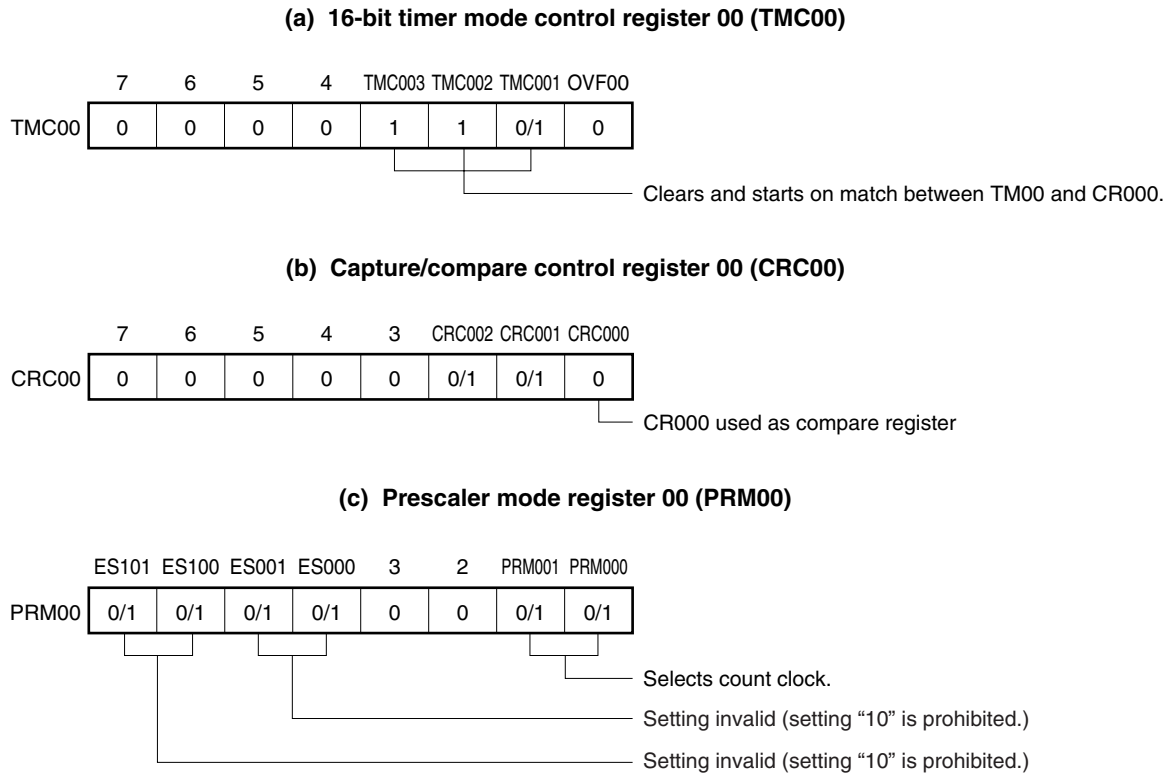 (a) 16-bit timer mode control register 00 (TMC00)
7 6 5 4 TMC003 TMC002 TMC001 OVF00
TMC00 0 0 0 0 1 1 0/1 0
Clears and starts on match between TM00 and CR000.
(b) Capture/compare control register 00 (CRC00)
7 6 5 4 3 CRC002 CRC001 CRC000
CRC00 0 0 0 0 0 0/1 0/1 0
CR000 used as compare register
(c) Prescaler mode register 00 (PRM00)
ES101 ES100 ES001 ES000 3 2 PRM001 PRM000
PRM00 0/1 0/1 0/1 0/1 0 0 0/1 0/1
Selects count clock.
Setting invalid (setting “10” is prohibited.)
Setting invalid (setting “10” is prohibited.)